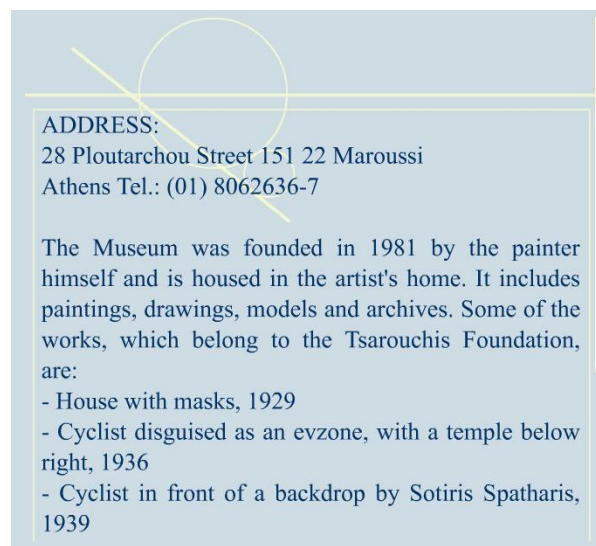 ADDRESS:
28 Ploutarchou Street 151 22 Maroussi
Athens Tel.: (01) 8062636-7
The Museum was founded in 1981 by the painter
himself and is housed in the artist's home. It includes
paintings, drawings, models and archives. Some of the
works, which belong to the Tsarouchis Foundation,
are:
- House with masks, 1929
- Cyclist disguised as an evzone, with a temple below
right, 1936
- Cyclist in front of a backdrop by Sotiris Spatharis,
1939